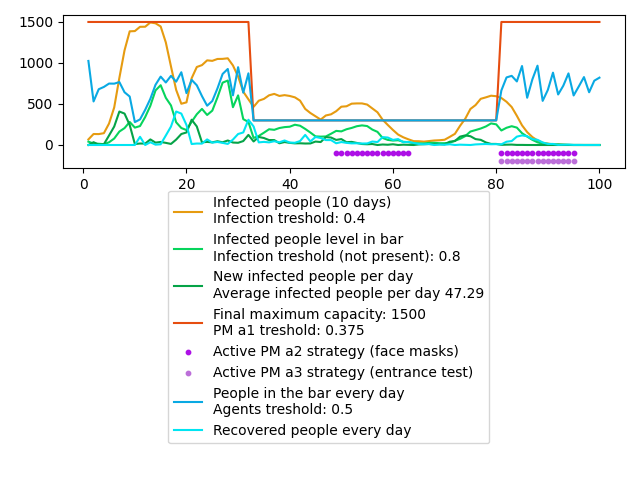 1500
1000
500
0
0
20
40
60
80
100
Infected people (10 days)
Infection treshold: 0.4
Infected people level in bar
Infection treshold (not present): 0.8
New infected people per day
Average infected people per day 47.29
Final maximum capacity: 1500
PM a1 treshold: 0.375
Active PM a2 strategy (face masks)
Active PM a3 strategy (entrance test)
People in the bar every day
Agents treshold: 0.5
Recovered people every day